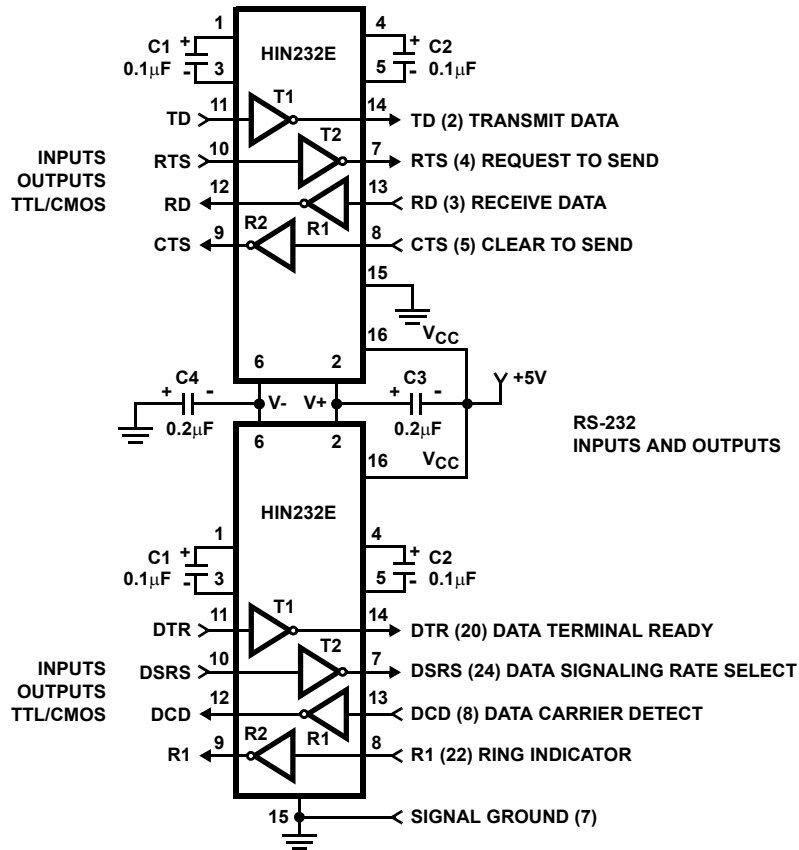 1
4
HIN232E
C1
+
0.1µF
-
3
+
C2
0.1µF
-
5
T1
TD
11
14
TD (2) TRANSMIT DATA
T2
RTS
10
7
RTS (4) REQUEST TO SEND
INPUTS
OUTPUTS
TTL/CMOS
RD
12
13
RD (3) RECEIVE DATA
R2
R1
CTS
9
8
CTS (5) CLEAR TO SEND
15
16
VCC
6
2
+5V
C4
+
-
0.2µF
V-
V+
C3
+
-
0.2µF
RS-232
INPUTS AND OUTPUTS
6
2
16
VCC
HIN232E
1
4
C1
+
0.1µF
-
3
+
C2
0.1µF
-
5
T1
DTR
11
14
DTR (20) DATA TERMINAL READY
T2
DSRS
10
7
DSRS (24) DATA SIGNALING RATE SELECT
INPUTS
OUTPUTS
TTL/CMOS
DCD
12
13
DCD (8) DATA CARRIER DETECT
R2
R1
R1
9
8
R1 (22) RING INDICATOR
15
SIGNAL GROUND (7)